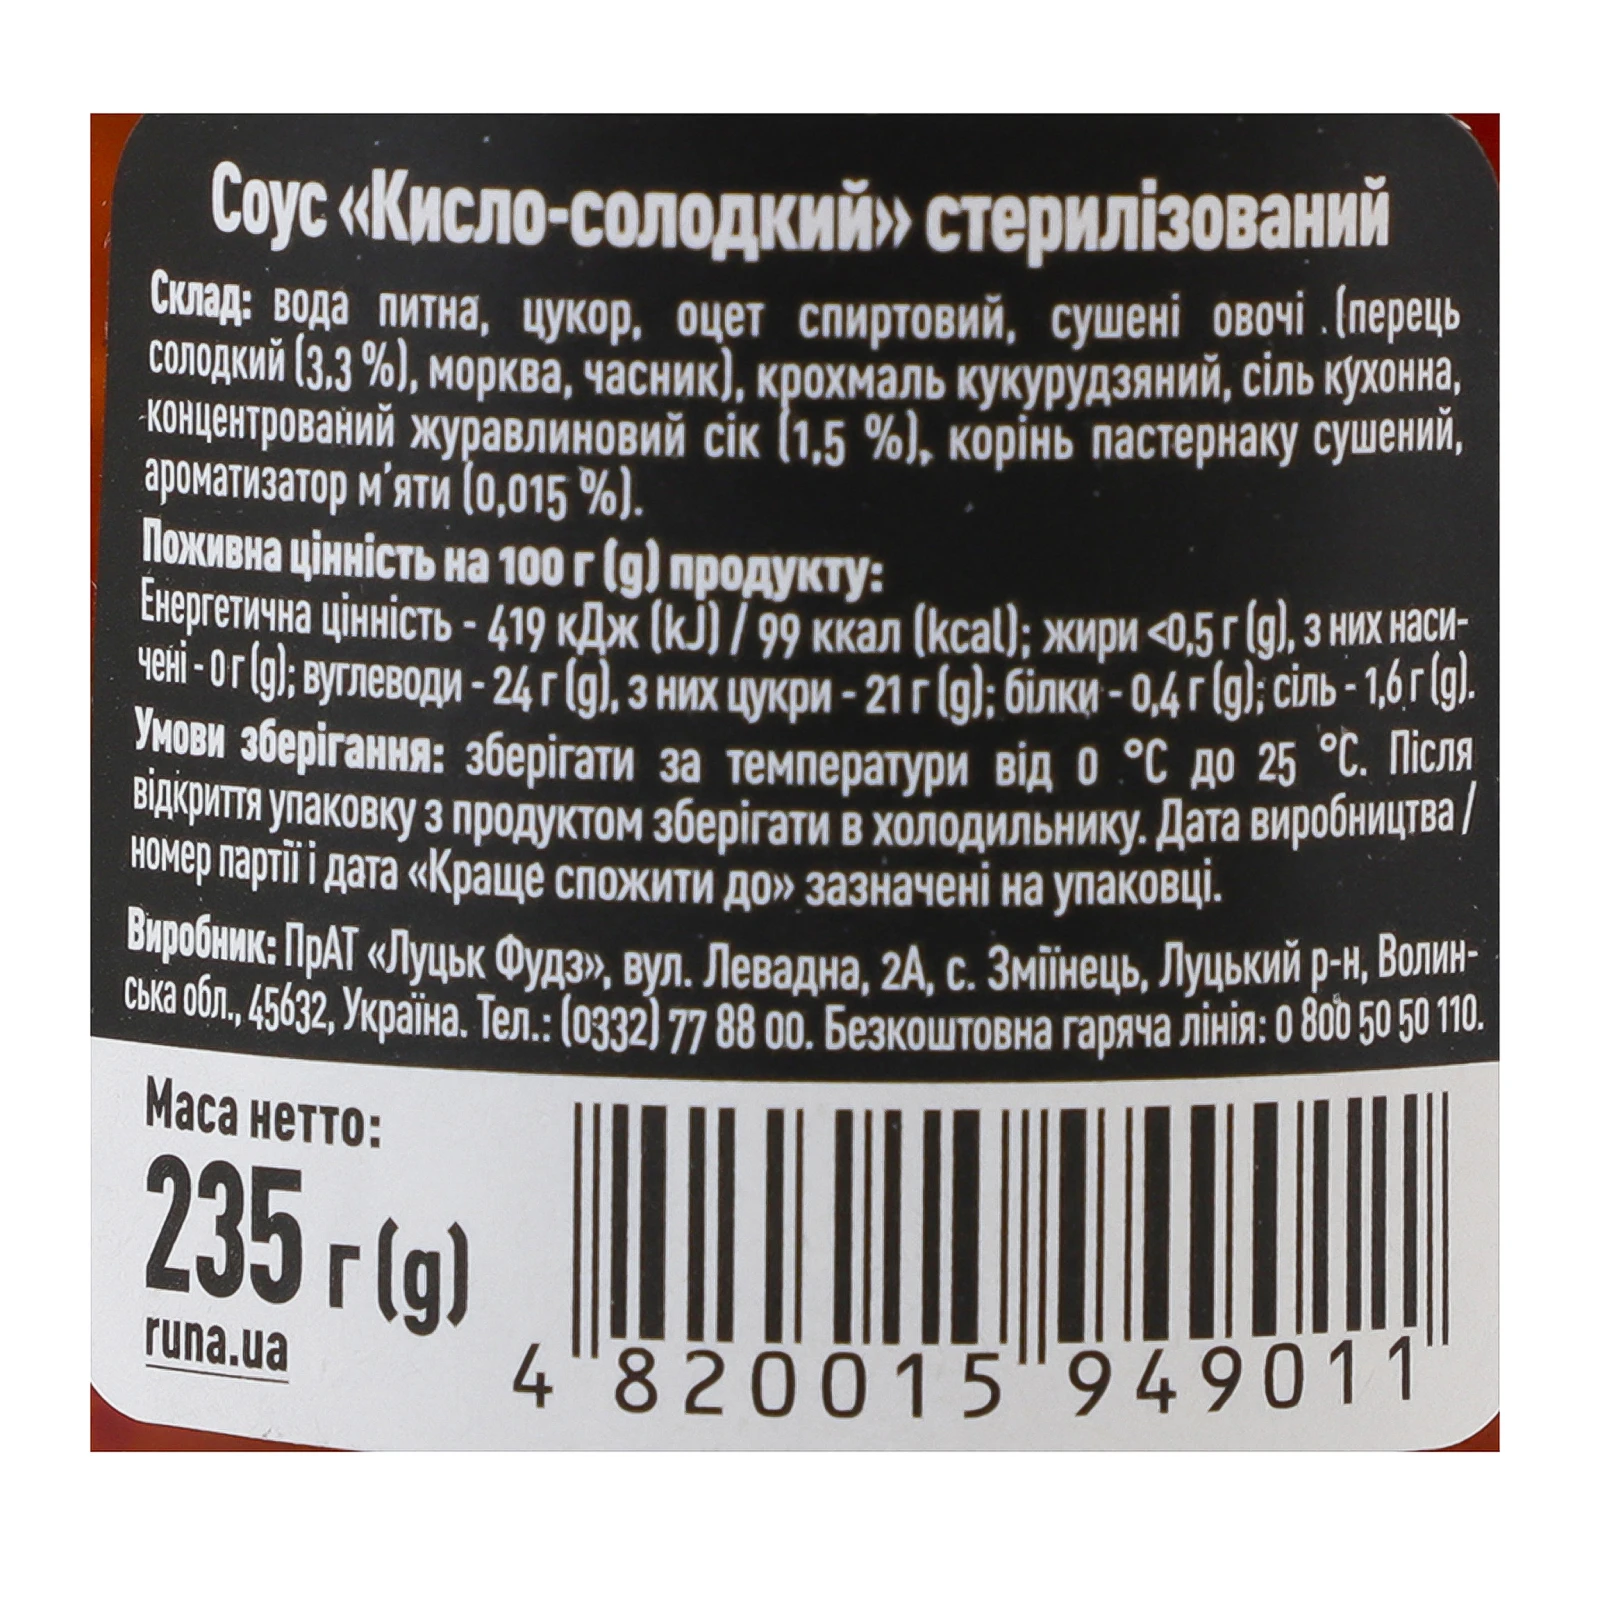 Соус «Кисло-солодкий» стерилізований
Склад: вода питна, цукор, оцет спиртовий, сушені овочі (перець
солодкий (3,3 %), морква, часник), крохмаль кукурудзяний, сіль кухонна,
концентрований журавлиновий сік (1,5 %), корінь пастернаку сушений,
ароматизатор м'яти (0,015 %).
Поживна цінність на 100 г (g) продукту:
Енергетична цінність - 419 кДж (kJ) / 99 ккал (kcal); жири <0,5 г (g), з них наси-
чені - 0 г (g); вуглеводи - 24 г (g), з них цукри - 21 г (g); білки - 0,4 г (g); сіль - 1,6 г (g).
Умови зберігання: зберігати за температури від 0 °C до 25 °C. Після
відкриття упаковку з продуктом зберігати в холодильнику. Дата виробництва /
номер партії і дата «Краще спожити до» зазначені на упаковці.
Виробник: ПрАТ «Луцьк Фудз», вул. Левадна, 2А, с. Зміїнець, Луцький р-н, Волин-
ська обл., 45632, Україна. Тел.: (0332) 77 88 00. Безкоштовна гаряча лінія: 0 800 50 50 110.
Маса нетто:
235 г (g)
runa.ua
4 820015 949011